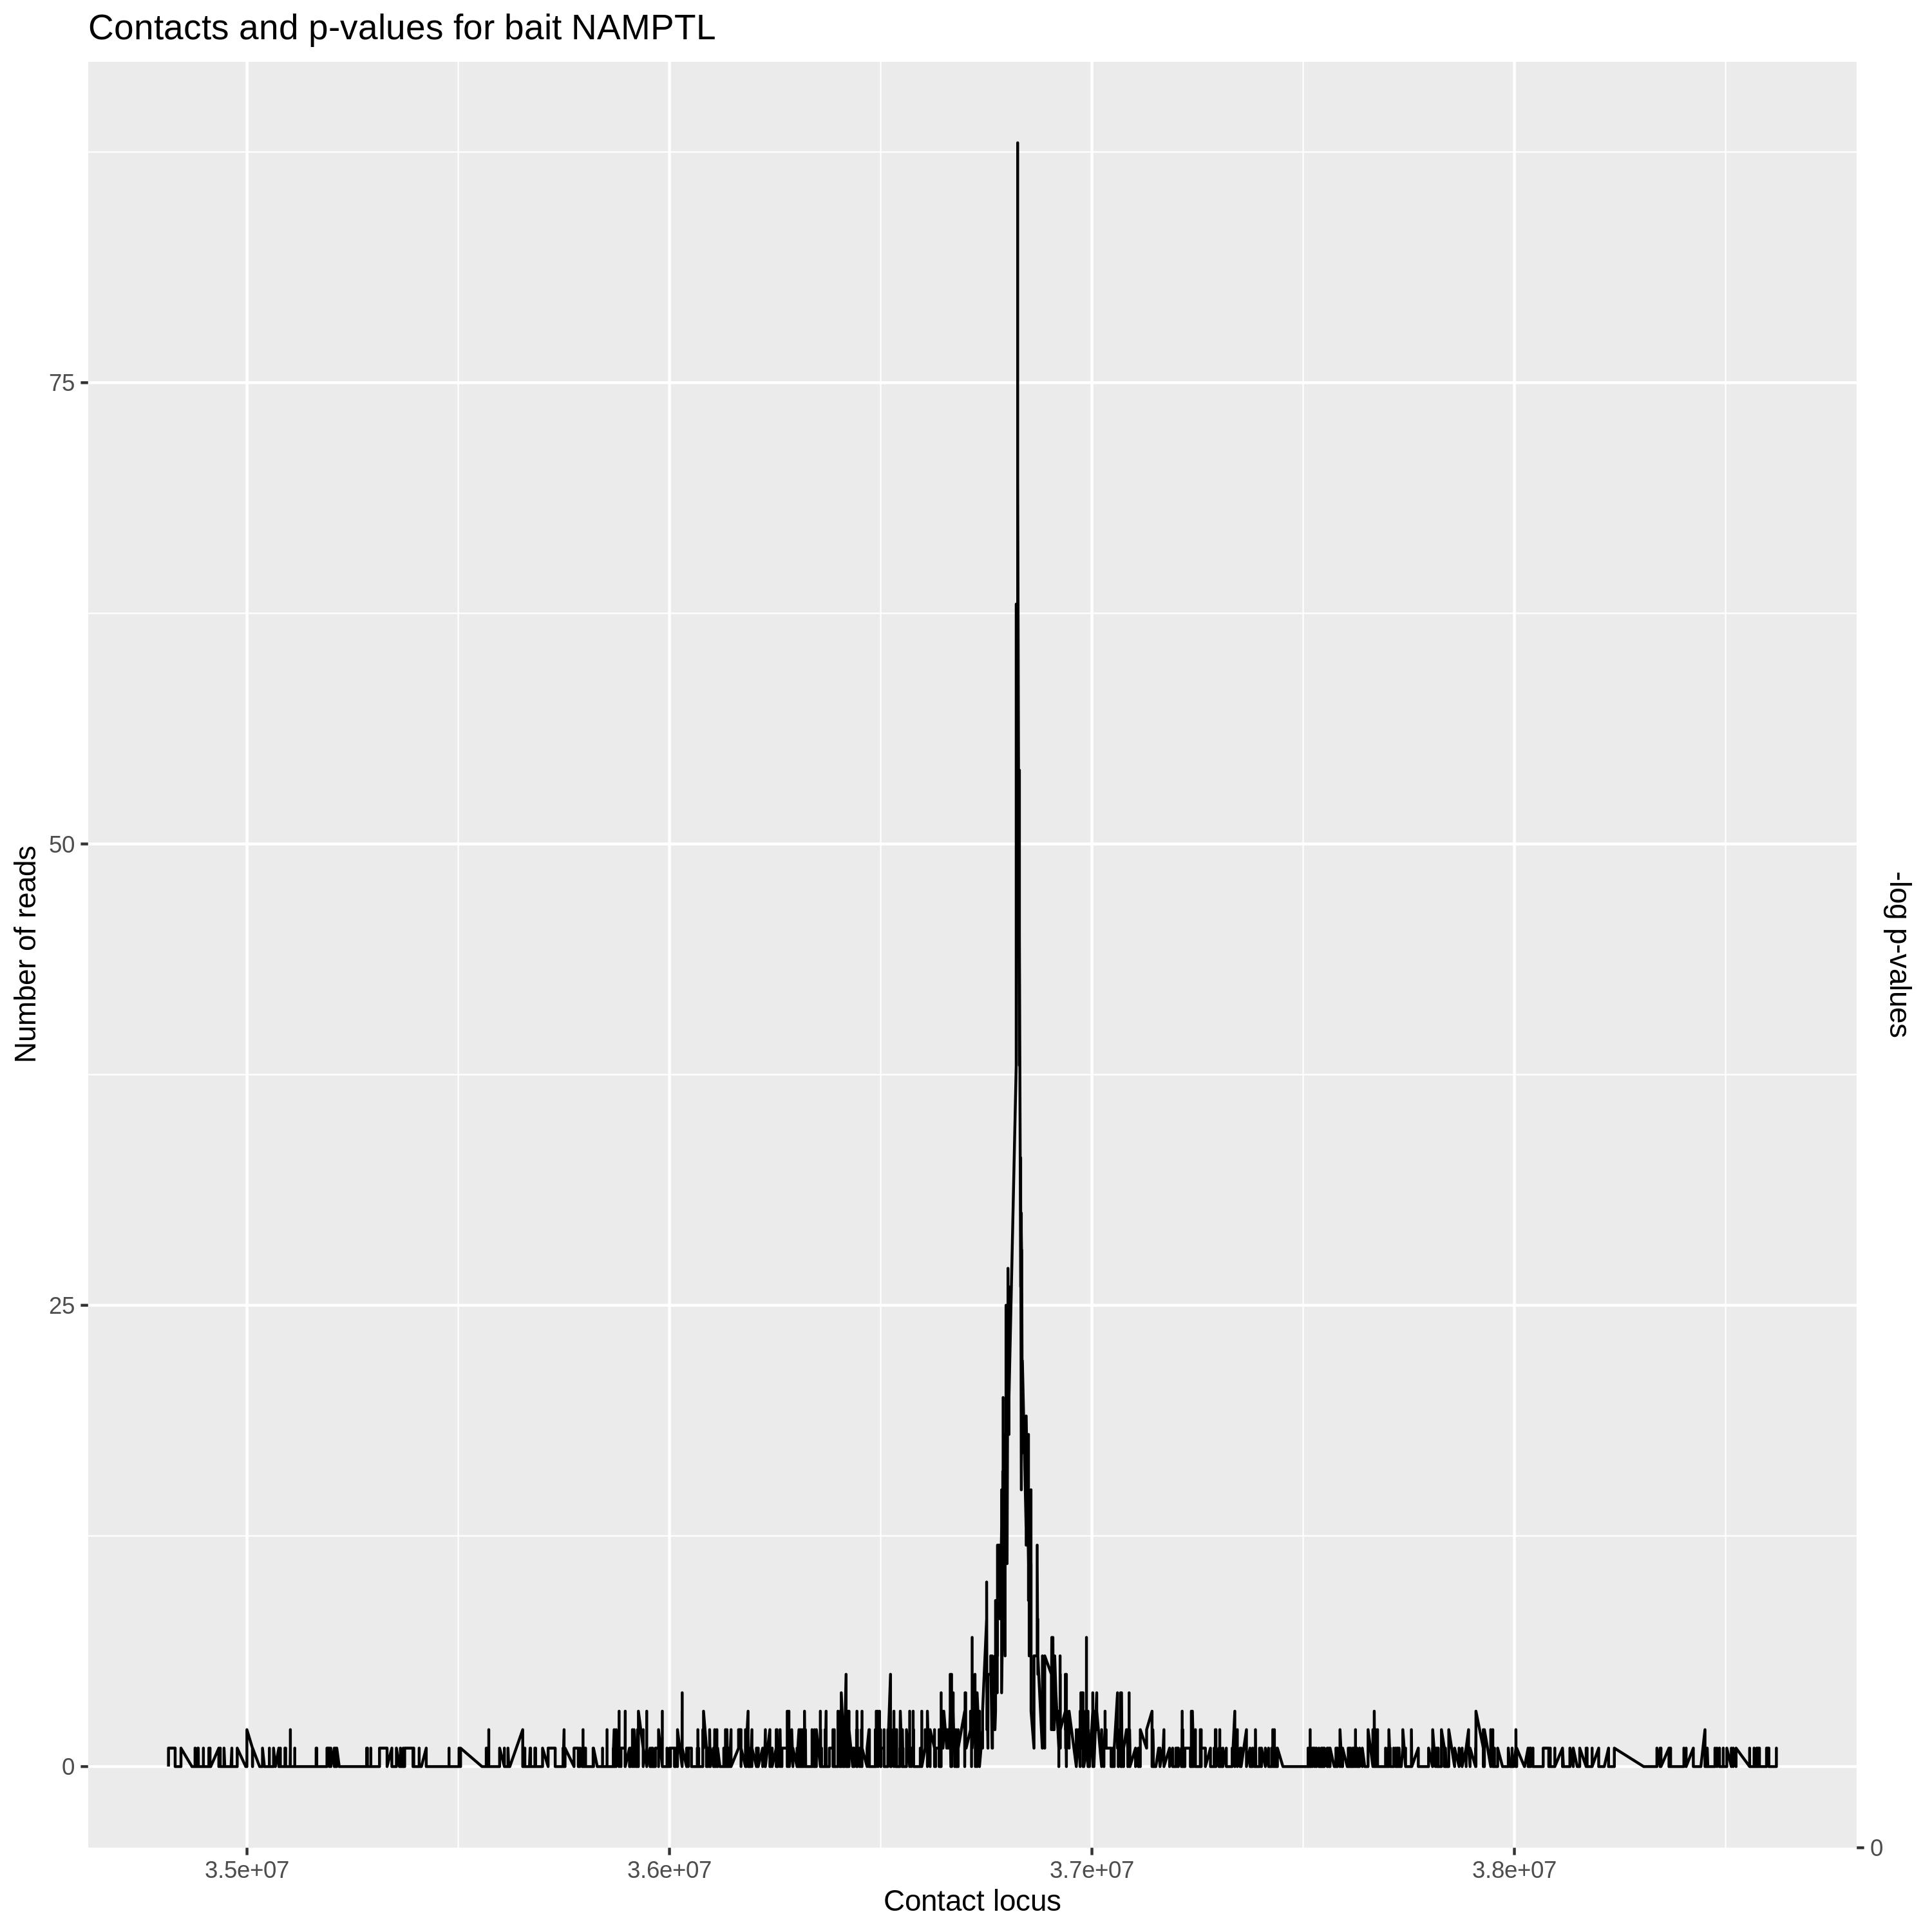 Contacts and p-values for bait NAMPTL
75
50
25
0
Number of reads
-log p-values
0
3.5e+07
3.6e+07
3.7e+07
3.8e+07
Contact locus